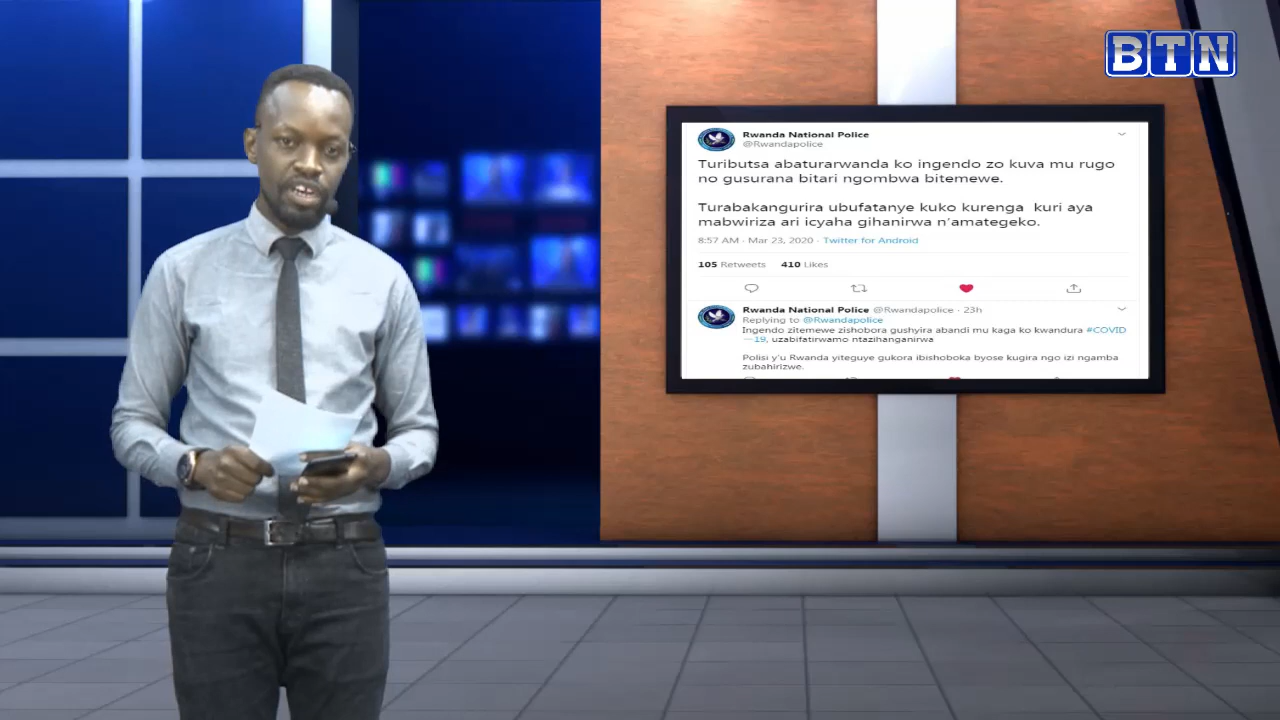 BTN
Rwanda National Police
@Rwandapolice
Tuributsa abaturarwanda ko ingendo zo kuva mu rugo
no gusurana bitari ngombwa bitemewe.
Turabakangurira ubufatanye kuko kurenga kuri aya
mabwiriza ari icyaha gihanirwa n'amategeko.
8:57 AM · Mar 23, 2020 · Twitter for Android
105 Retweets 410 Likes
Rwanda National Police @Rwandapolice · 23h
Replying to @Rwandapolice
Ingendo zitemewe zishobora gushyira abandi mu kaga ko kwandura #COVID
—19, uzabifatirwamo ntazihanganirwa
Polisi y'u Rwanda yiteguye gukora ibishoboka byose kugira ngo izi ngamba
zubahirizwe.